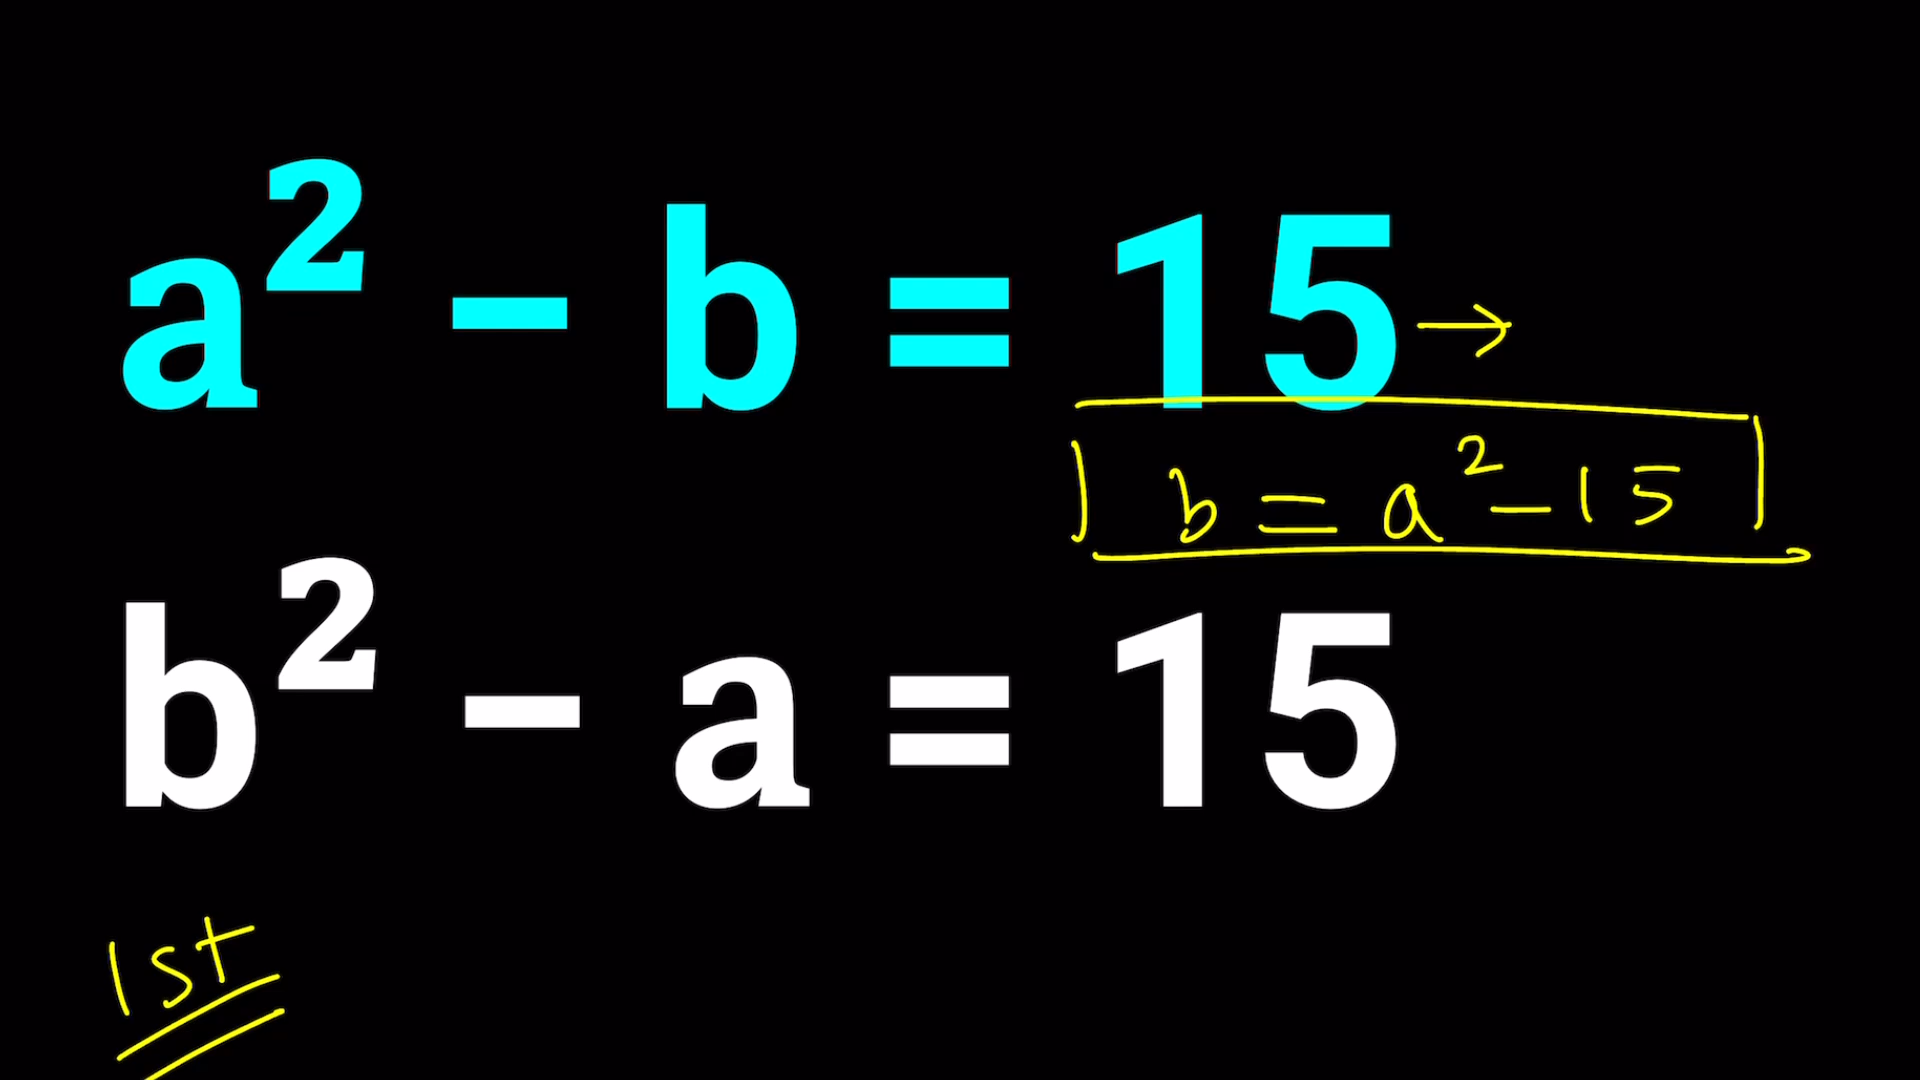 a² − b = 15 →
b = a² − 15
b² − a = 15
1st